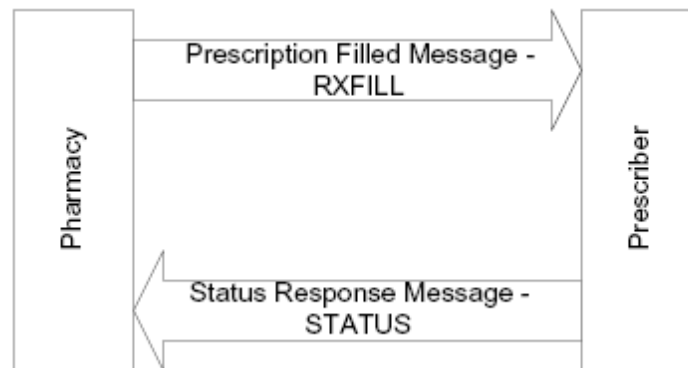 Prescription Filled Message -
RXFILL
Pharmacy
Prescriber
Status Response Message -
STATUS